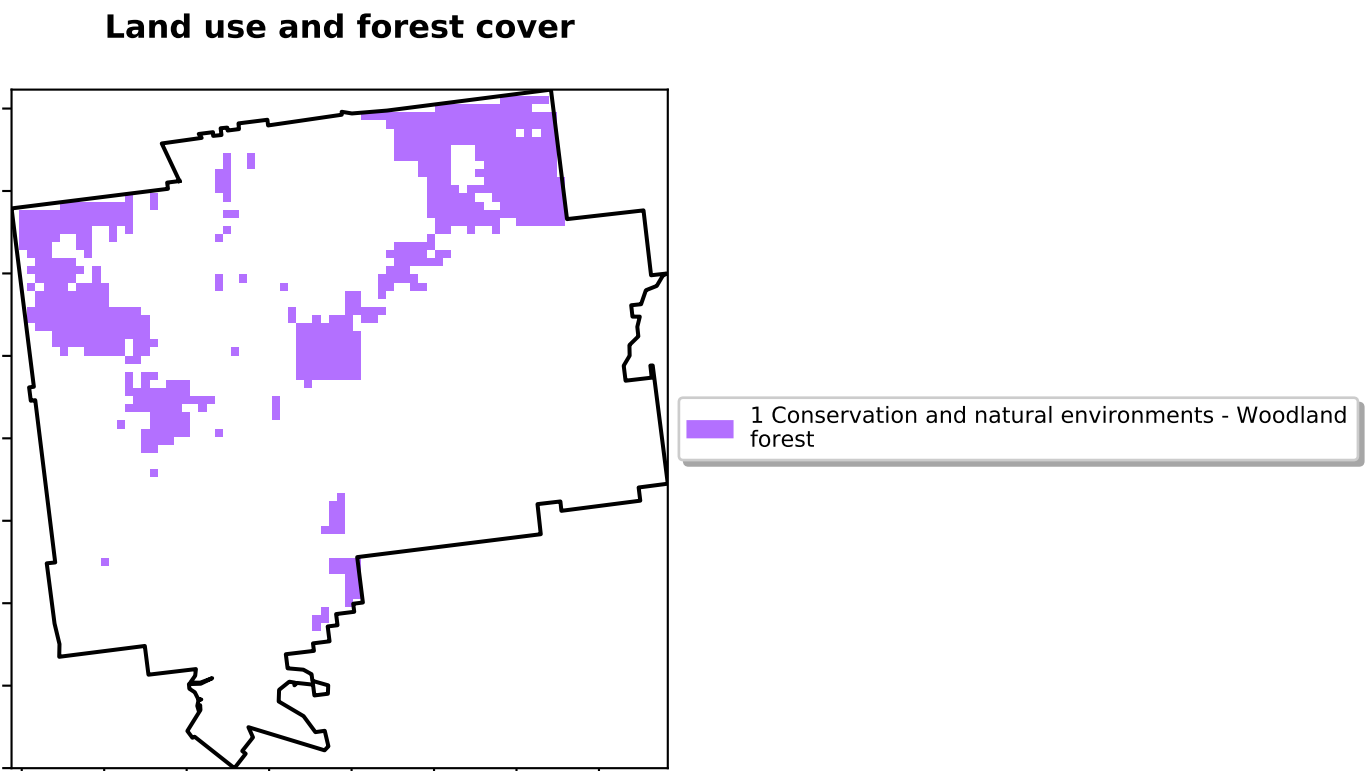 Land use and forest cover
1 Conservation and natural environments - Woodland
forest